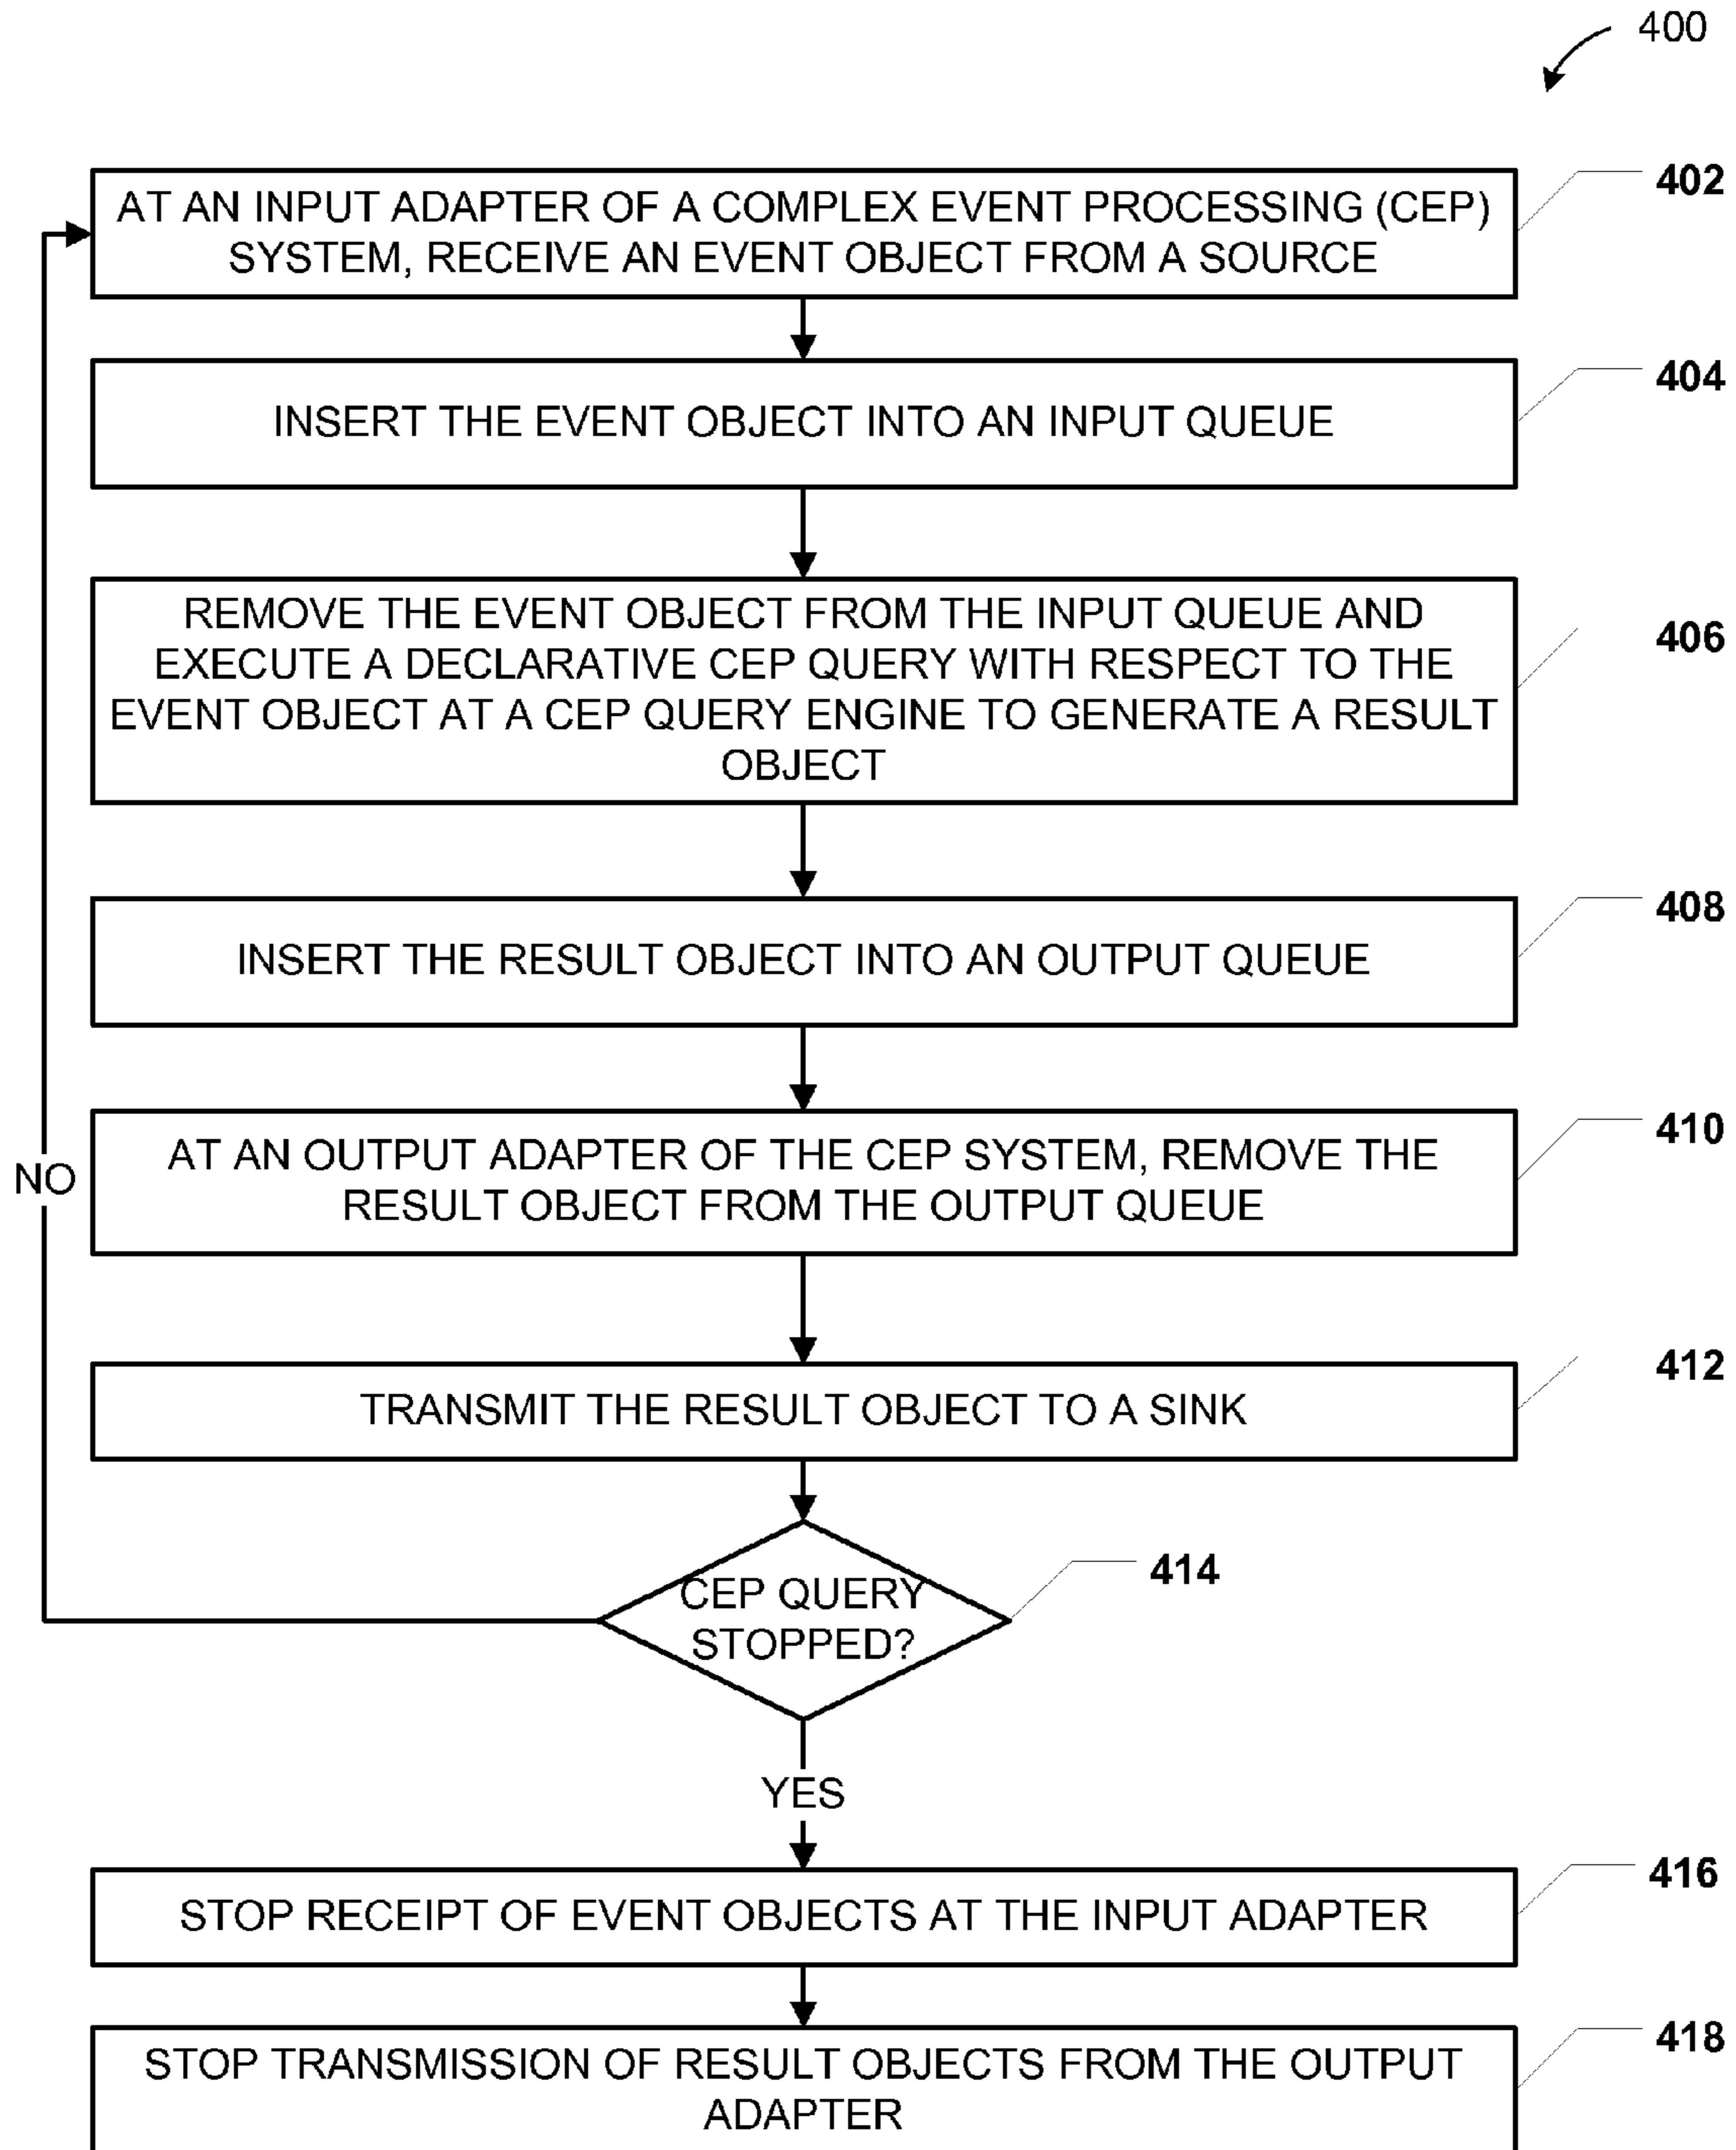 400
AT AN INPUT ADAPTER OF A COMPLEX EVENT PROCESSING (CEP)
SYSTEM, RECEIVE AN EVENT OBJECT FROM A SOURCE
402
INSERT THE EVENT OBJECT INTO AN INPUT QUEUE
404
REMOVE THE EVENT OBJECT FROM THE INPUT QUEUE AND
EXECUTE A DECLARATIVE CEP QUERY WITH RESPECT TO THE
EVENT OBJECT AT A CEP QUERY ENGINE TO GENERATE A RESULT
OBJECT
406
INSERT THE RESULT OBJECT INTO AN OUTPUT QUEUE
408
AT AN OUTPUT ADAPTER OF THE CEP SYSTEM, REMOVE THE
RESULT OBJECT FROM THE OUTPUT QUEUE
410
NO
TRANSMIT THE RESULT OBJECT TO A SINK
412
CEP QUERY
STOPPED?
414
YES
STOP RECEIPT OF EVENT OBJECTS AT THE INPUT ADAPTER
416
STOP TRANSMISSION OF RESULT OBJECTS FROM THE OUTPUT
ADAPTER
418